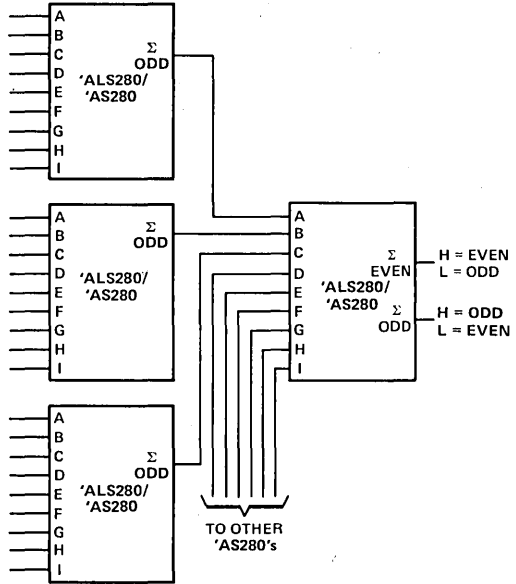 A
B
C
D
E
F
G
H
I
Σ
ODD
'ALS280/
'AS280
A
B
C
D
E
F
G
H
I
Σ
ODD
'ALS280/
'AS280
A
B
C
D
E
F
G
H
I
Σ
ODD
'ALS280/
'AS280
A
B
C
D
E
F
G
H
I
Σ
EVEN
'ALS280/
'AS280
Σ
ODD
H = EVEN
L = ODD
H = ODD
L = EVEN
TO OTHER
'AS280's